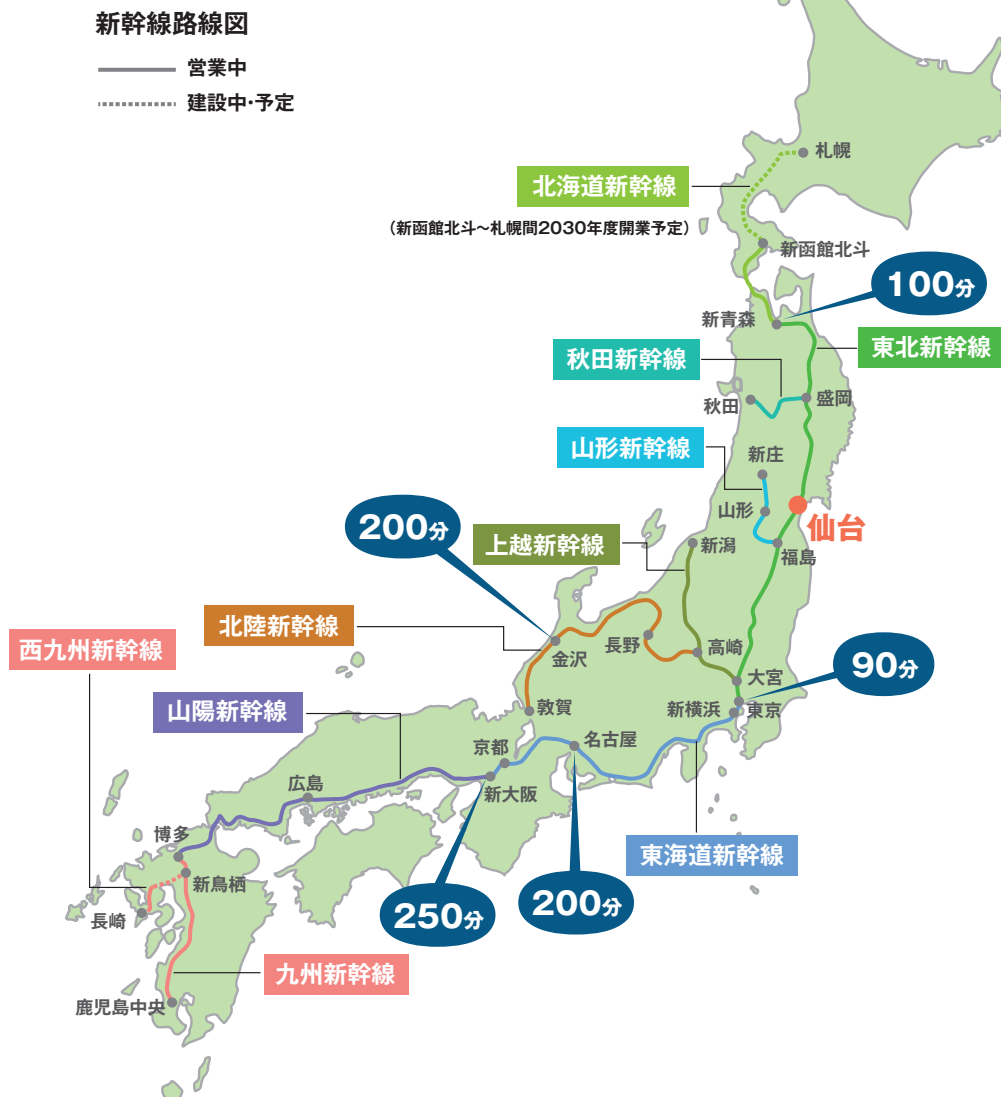 新幹線路線図
営業中
建設中・予定
札幌
北海道新幹線
（新函館北斗～札幌間2030年度開業予定）
新函館北斗
100分
新青森
東北新幹線
秋田新幹線
秋田
盛岡
山形新幹線
新庄
山形
仙台
200分
上越新幹線
新潟
福島
北陸新幹線
長野
高崎
金沢
西九州新幹線
90分
大宮
山陽新幹線
敦賀
新横浜
東京
京都
名古屋
広島
新大阪
博多
東海道新幹線
新鳥栖
長崎
250分
200分
九州新幹線
鹿児島中央